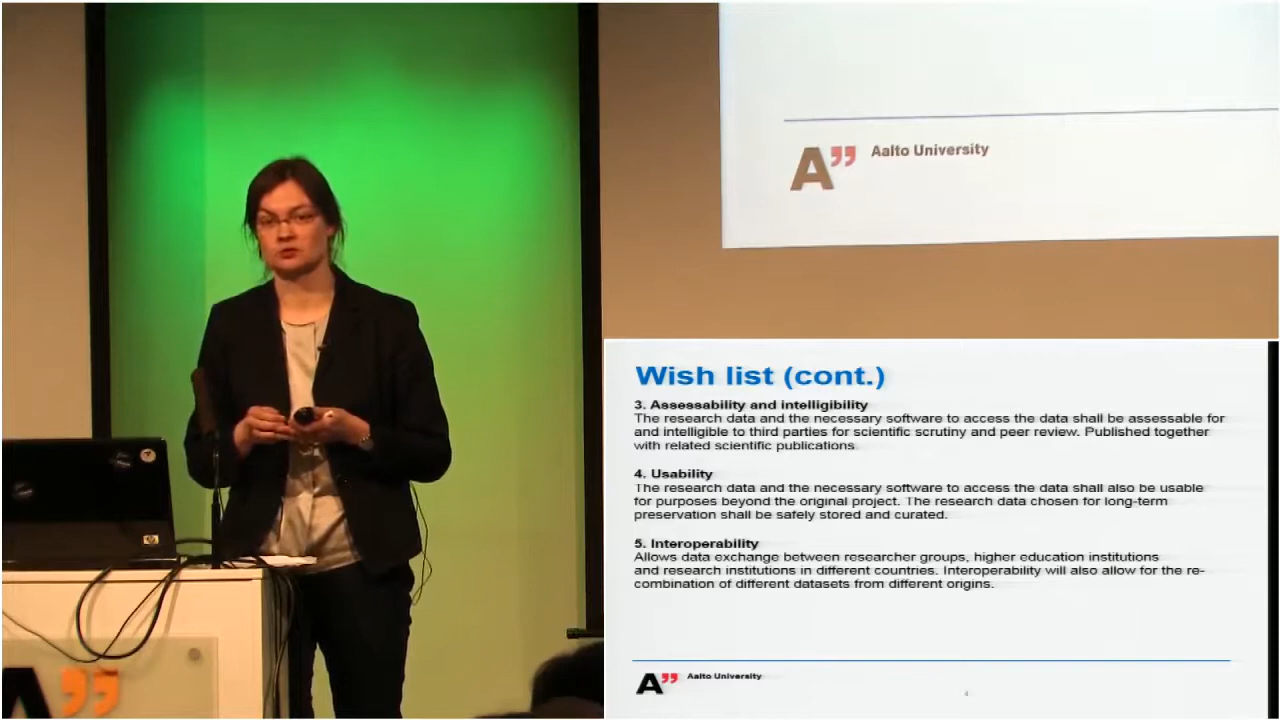 A”
Aalto University
Wish list (cont.)
3. Assessability and intelligibility
The research data and the necessary software to access the data shall be assessable for
and intelligible to third parties for scientific scrutiny and peer review. Published together
with related scientific publications.
4. Usability
The research data and the necessary software to access the data shall also be usable
for purposes beyond the original project. The research data chosen for long-term
preservation shall be safely stored and curated.
5. Interoperability
Allows data exchange between researcher groups, higher education institutions
and research institutions in different countries. Interoperability will also allow for the re-
combination of different datasets from different origins.
A”
Aalto University
4
hp
A”